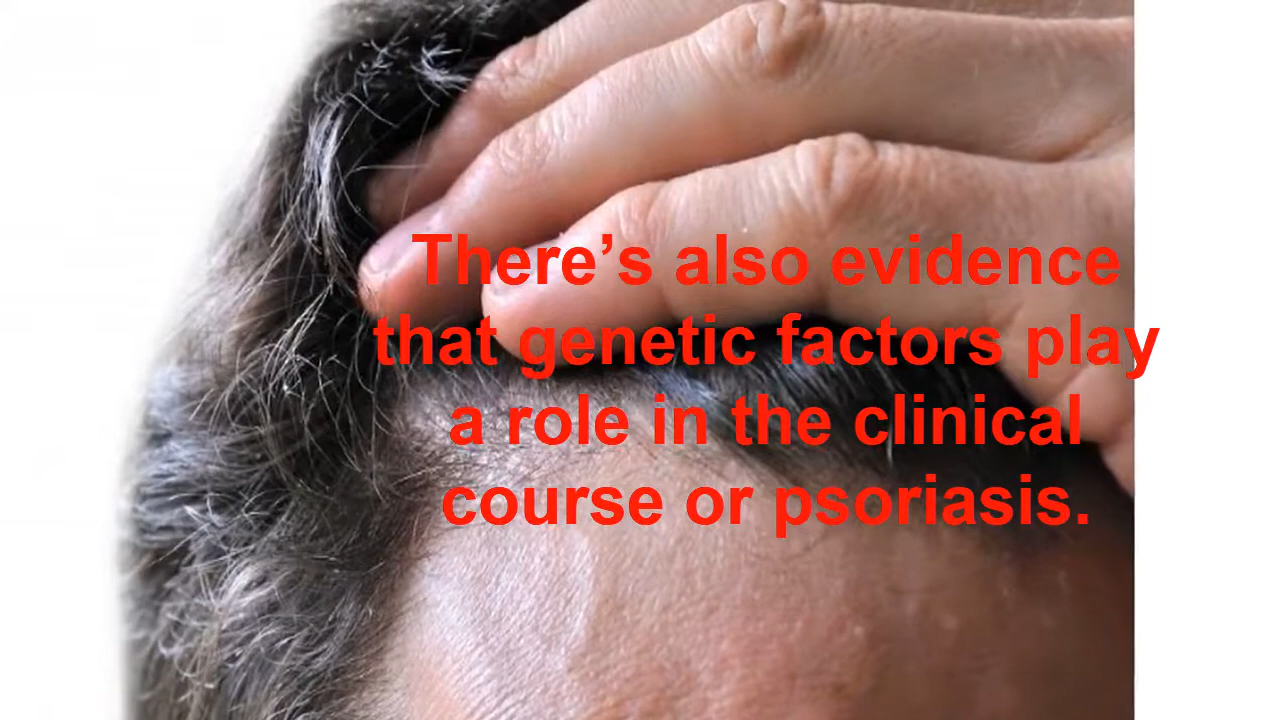 There’s also evidence
that genetic factors play
a role in the clinical
course or psoriasis.